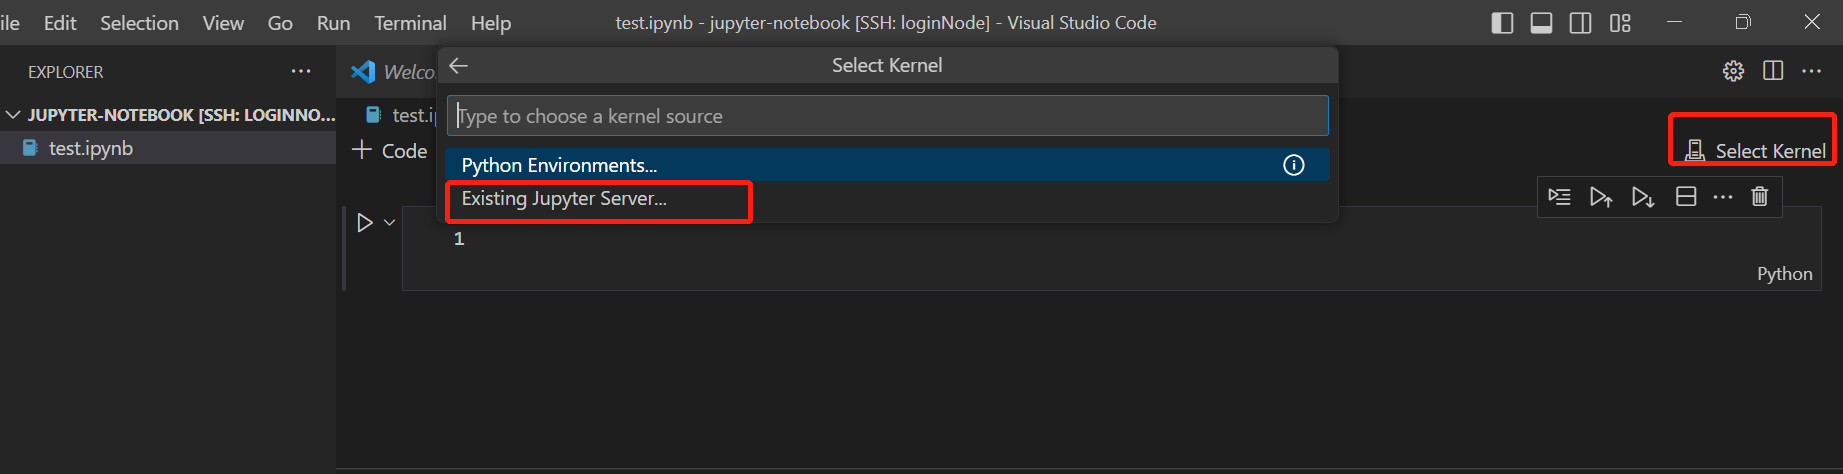 ile Edit Selection View Go Run Terminal Help test.ipynb - jupyter-notebook [SSH: loginNode] - Visual Studio Code
EXPLORER
JUPYTER-NOTEBOOK [SSH: LOGINNO...
test.ipynb
Welco
test.i
Code
Select Kernel
Type to choose a kernel source
Python Environments...
Existing Jupyter Server...
Select Kernel
1
Python